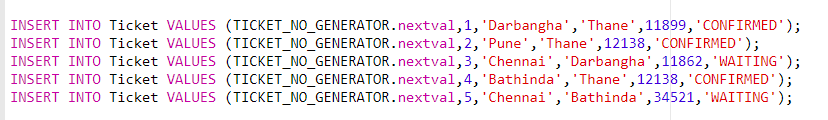 INSERT INTO Ticket VALUES (TICKET_NO_GENERATOR.nextval,1,'Darbangha','Thane',11899,'CONFIRMED');
INSERT INTO Ticket VALUES (TICKET_NO_GENERATOR.nextval,2,'Pune','Thane',12138,'CONFIRMED');
INSERT INTO Ticket VALUES (TICKET_NO_GENERATOR.nextval,3,'Chennai','Darbangha',11862,'WAITING');
INSERT INTO Ticket VALUES (TICKET_NO_GENERATOR.nextval,4,'Bathinda','Thane',12138,'CONFIRMED');
INSERT INTO Ticket VALUES (TICKET_NO_GENERATOR.nextval,5,'Chennai','Bathinda',34521,'WAITING');